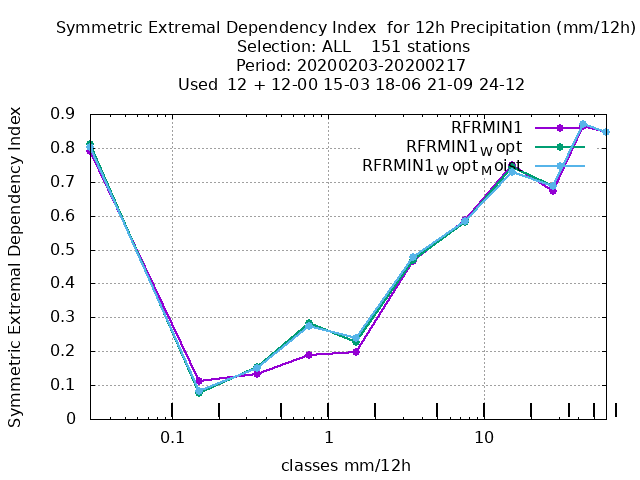 Symmetric Extremal Dependency Index  for 12h Precipitation (mm/12h)
Selection: ALL    151 stations
Period: 20200203-20200217
Used  12 + 12-00 15-03 18-06 21-09 24-12
Symmetric Extremal Dependency Index
0.9
0.8
0.7
0.6
0.5
0.4
0.3
0.2
0.1
0
RFRMIN1
RFRMIN1_Wopt
RFRMIN1_Wopt_Moist
0.1
1
10
classes mm/12h